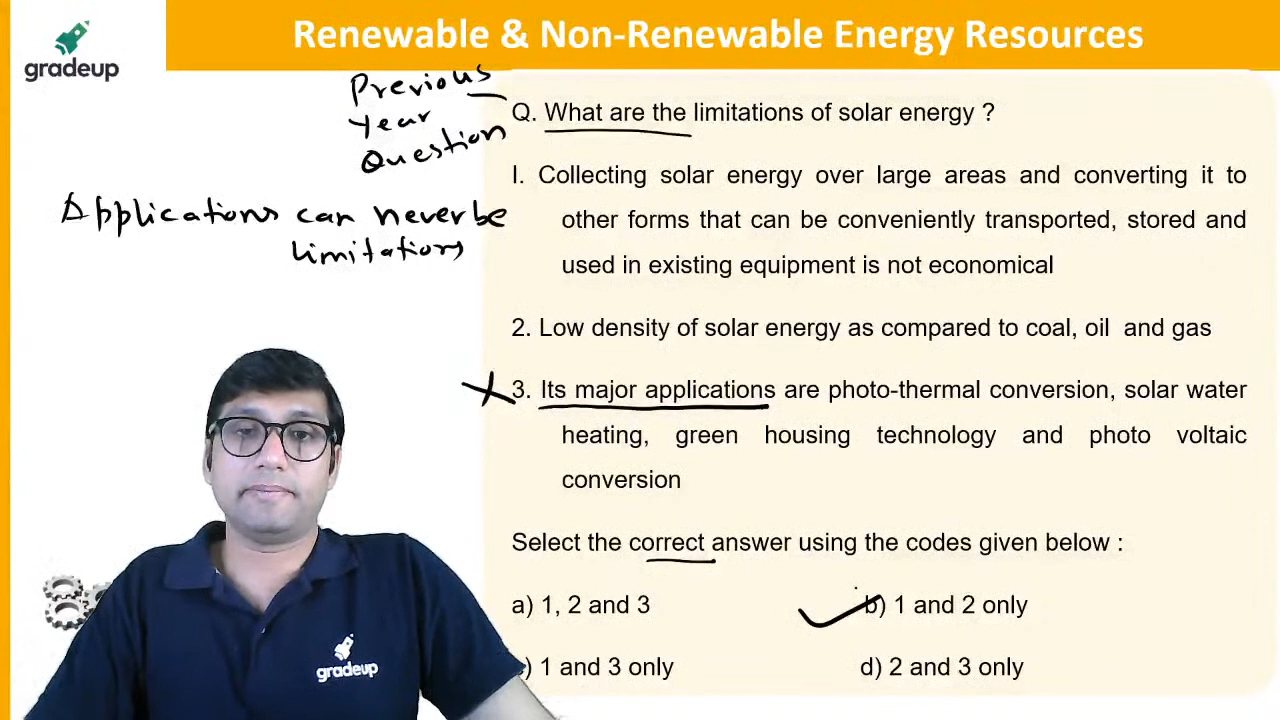 Renewable & Non-Renewable Energy Resources
gradeup
Previous
Year
Question
Applications can never be
limitations
Q. What are the limitations of solar energy ?
I. Collecting solar energy over large areas and converting it to
other forms that can be conveniently transported, stored and
used in existing equipment is not economical
2. Low density of solar energy as compared to coal, oil and gas
3. Its major applications are photo-thermal conversion, solar water
heating, green housing technology and photo voltaic
conversion
Select the correct answer using the codes given below :
a) 1, 2 and 3
b) 1 and 2 only
) 1 and 3 only
d) 2 and 3 only
gradeup